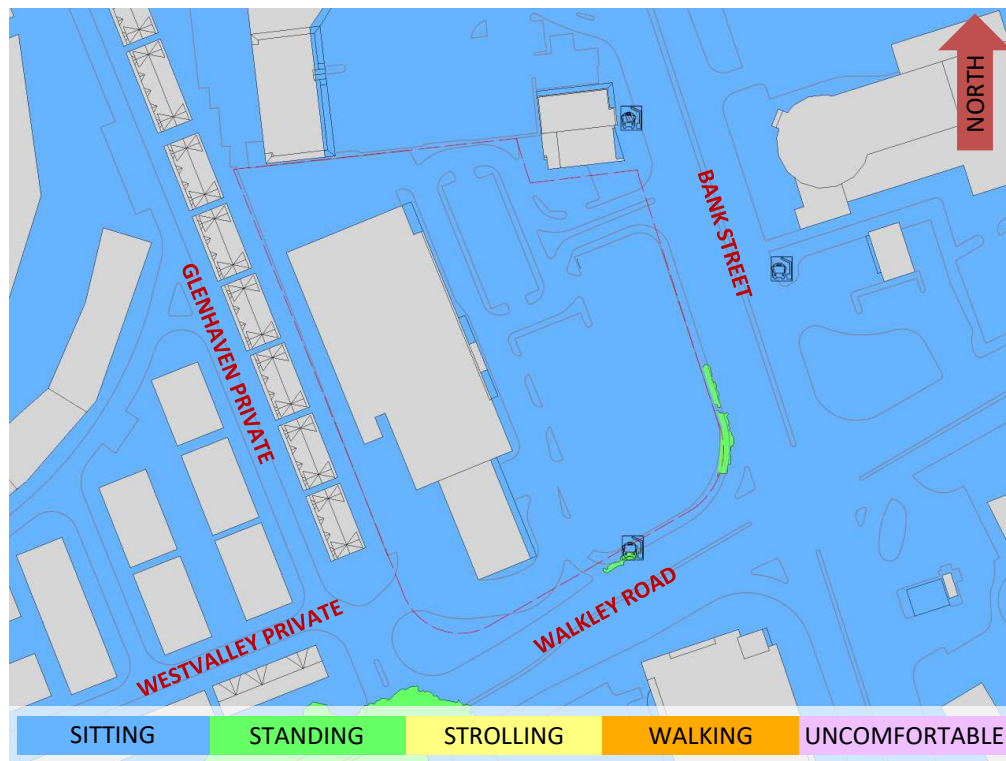 NORTH
BANK STREET
GLENHAVEN PRIVATE
WALKLEY ROAD
WESTVALLEY PRIVATE
SITTING STANDING STROLLING WALKING UNCOMFORTABLE